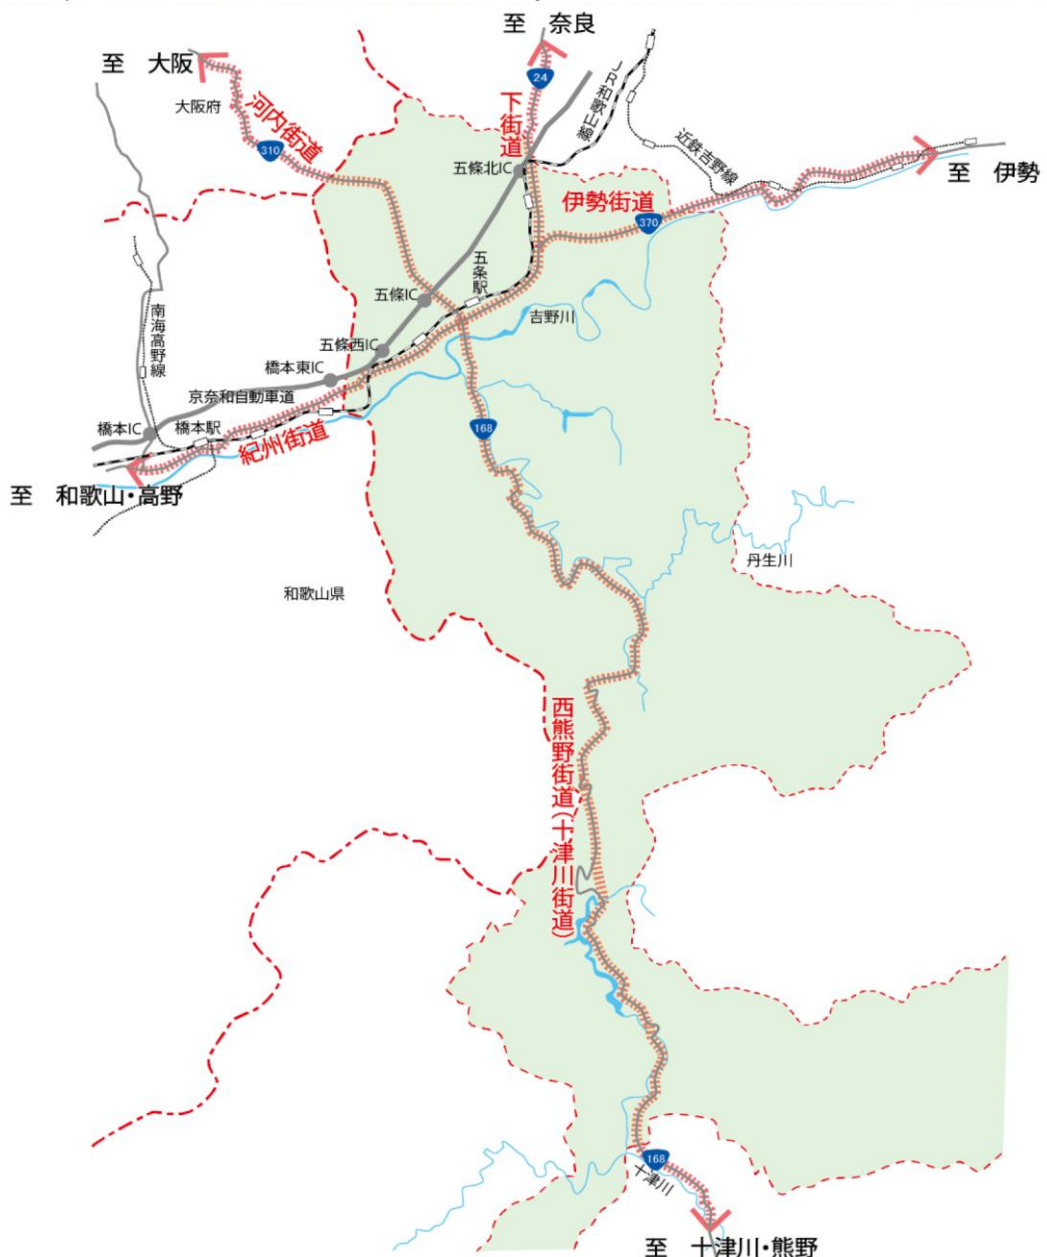 至 奈良
至 大阪
24
JR和歌山線
大阪府
河内街道
下街道
近鉄吉野線
310
五條北IC
至 伊勢
伊勢街道
370
五条駅
五條IC
吉野川
南海高野線
五條西IC
橋本東IC
京奈和自動車道
橋本IC
橋本駅
紀州街道
168
至 和歌山・高野
丹生川
和歌山県
西熊野街道(十津川街道)
168
十津川
至 十津川・熊野